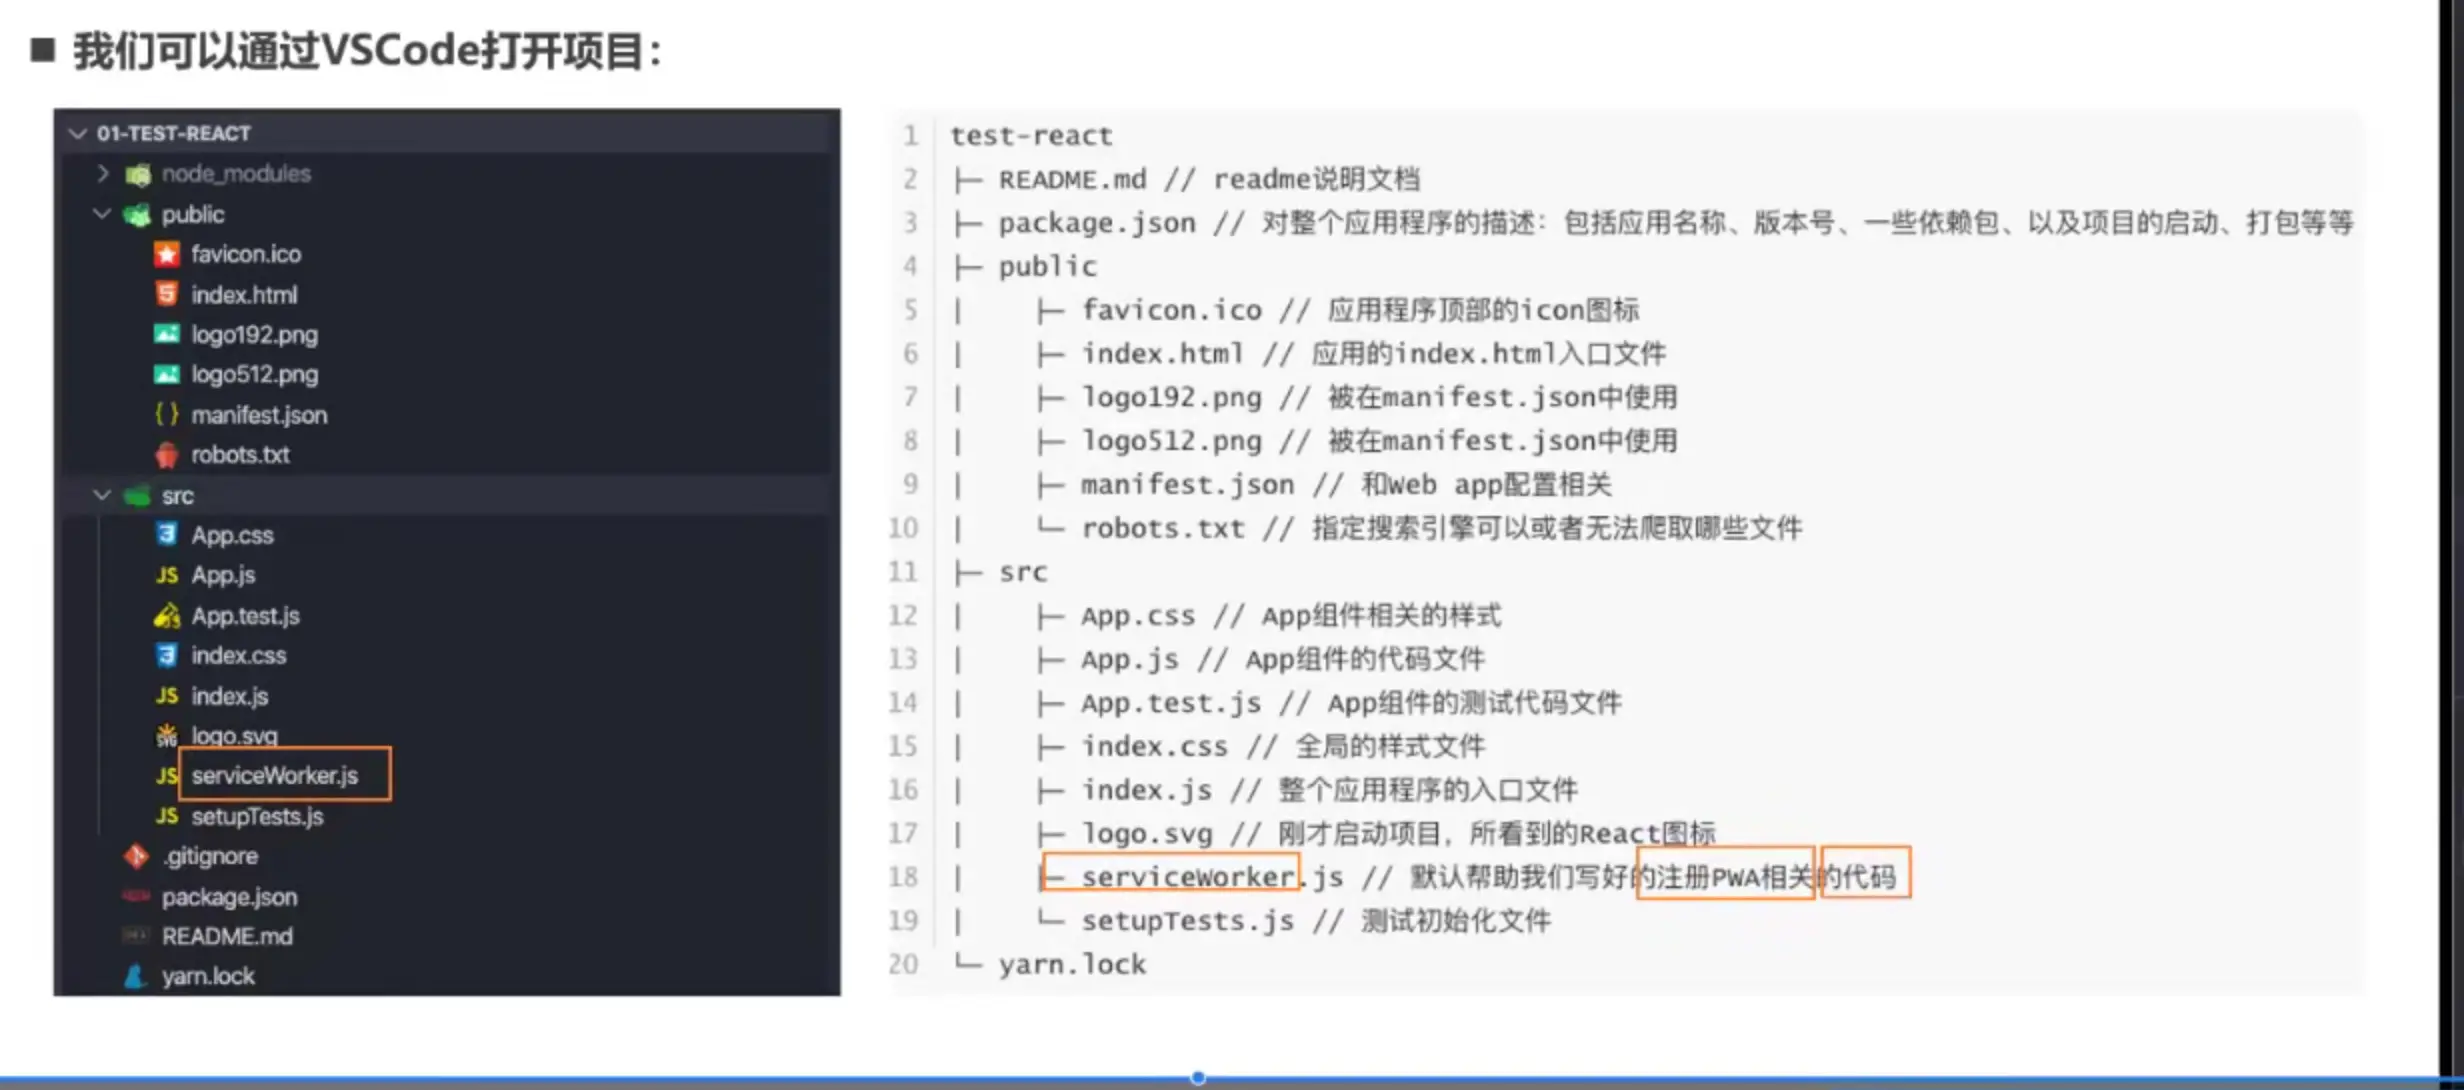 ■ 我们可以通过VSCode打开项目：
01-TEST-REACT
node_modules
public
favicon.ico
index.html
logo192.png
logo512.png
manifest.json
robots.txt
src
App.css
App.js
App.test.js
index.css
index.js
logo.svg
serviceWorker.js
setupTests.js
.gitignore
package.json
README.md
yarn.lock
1 test-react
2 ├─ README.md // readme说明文档
3 ├─ package.json // 对整个应用程序的描述：包括应用名称、版本号、一些依赖包、以及项目的启动、打包等等
4 ├─ public
5 |    ├─ favicon.ico // 应用程序顶部的icon图标
6 |    ├─ index.html // 应用的index.html入口文件
7 |    ├─ logo192.png // 被在manifest.json中使用
8 |    ├─ logo512.png // 被在manifest.json中使用
9 |    ├─ manifest.json // 和Web app配置相关
10 |    └─ robots.txt // 指定搜索引擎可以或者无法爬取哪些文件
11 ├─ src
12 |    ├─ App.css // App组件相关的样式
13 |    ├─ App.js // App组件的代码文件
14 |    ├─ App.test.js // App组件的测试代码文件
15 |    ├─ index.css // 全局的样式文件
16 |    ├─ index.js // 整个应用程序的入口文件
17 |    ├─ logo.svg // 刚才启动项目，所看到的React图标
18 |    ├─ serviceWorker.js // 默认帮助我们写好的注册PWA相关的代码
19 |    └─ setupTests.js // 测试初始化文件
20 └─ yarn.lock